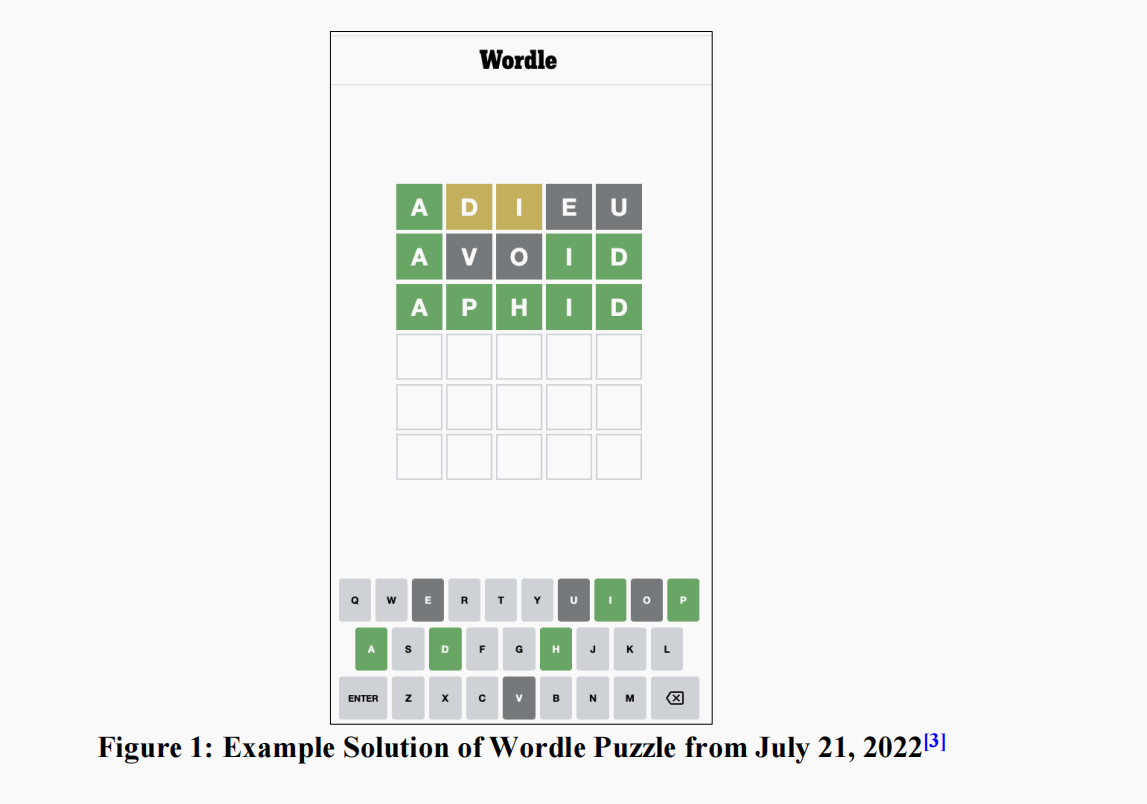 Wordle
A D I E U
A V O I D
A P H I D
Q W E R T Y U I O P
A S D F G H J K L
ENTER Z X C V B N M
Figure 1: Example Solution of Wordle Puzzle from July 21, 2022[3]